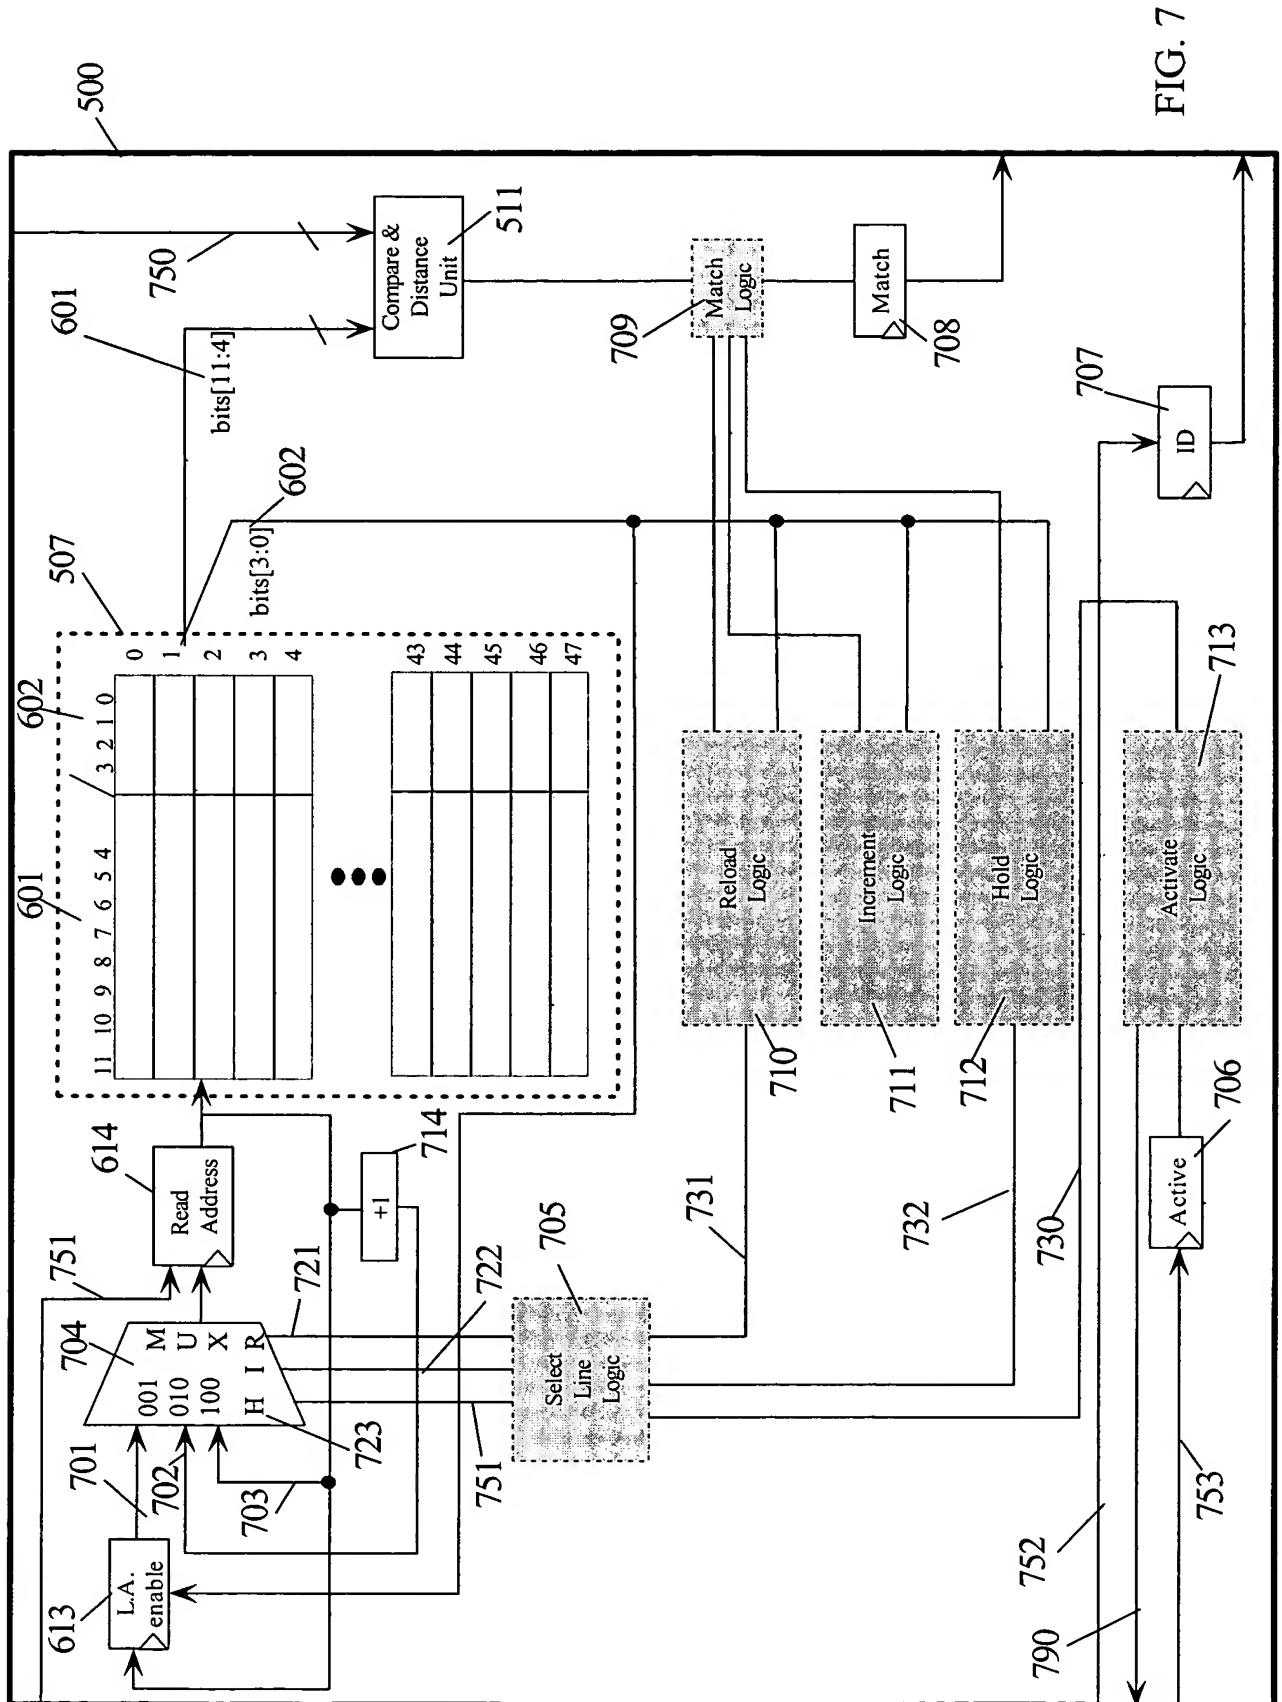 601
602
613
701
704
751
614
507
601
500
11 10 9 8 7 6 5 4 3 2 1 0
L.A.
enable
702
001
010
100
M
U
X
H I R
723
703
Read
Address
0
1
2
3
4
bits[11:4]
750
bits[3:0]
602
+1
714
721
722
751
43
44
45
46
47
Compare &
Distance
Unit
511
Select
Line
Logic
705
731
710
Reload
Logic
709
Match
Logic
711
Increment
Logic
Match
708
732
712
Hold
Logic
730
752
790
753
Active
706
Activate
Logic
713
707
ID
FIG. 7